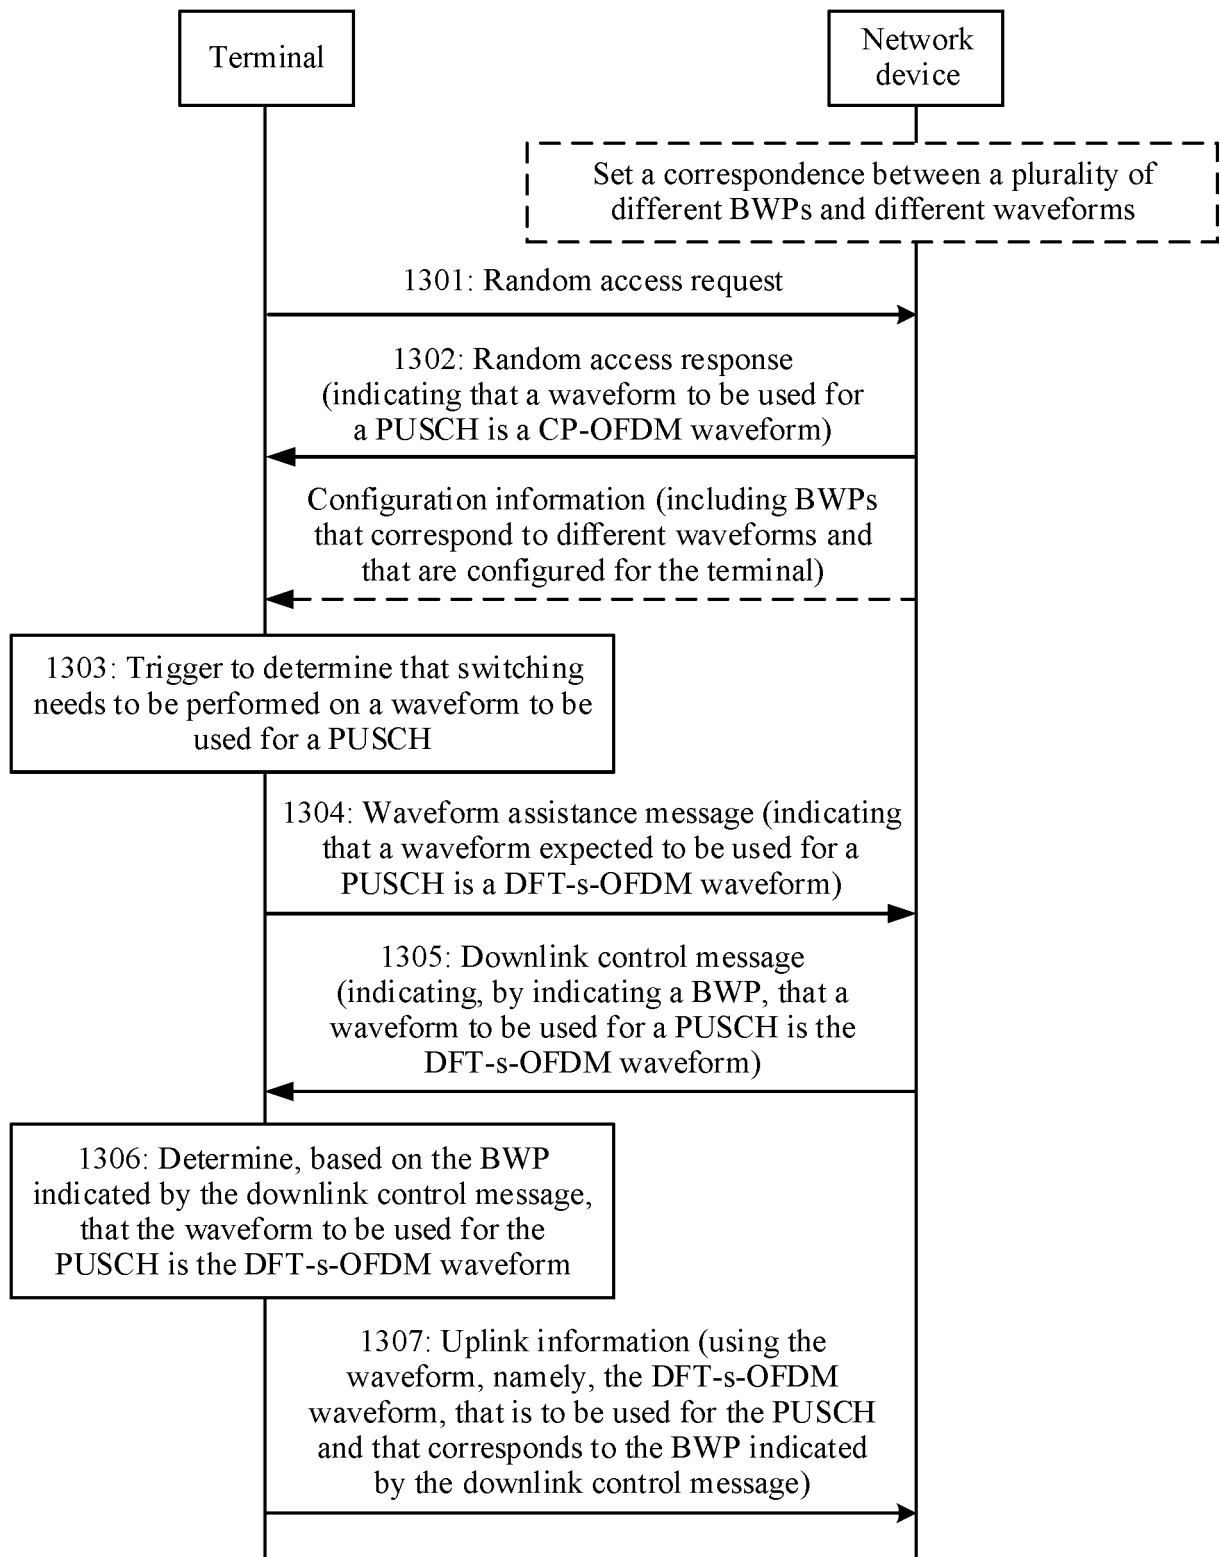 Terminal
Network
device
Set a correspondence between a plurality of
different BWPs and different waveforms
1301: Random access request
1302: Random access response
(indicating that a waveform to be used for
a PUSCH is a CP-OFDM waveform)
Configuration information (including BWPs
that correspond to different waveforms and
that are configured for the terminal)
1303: Trigger to determine that switching
needs to be performed on a waveform to be
used for a PUSCH
1304: Waveform assistance message (indicating
that a waveform expected to be used for a
PUSCH is a DFT-s-OFDM waveform)
1305: Downlink control message
(indicating, by indicating a BWP, that a
waveform to be used for a PUSCH is the
DFT-s-OFDM waveform)
1306: Determine, based on the BWP
indicated by the downlink control message,
that the waveform to be used for the
PUSCH is the DFT-s-OFDM waveform
1307: Uplink information (using the
waveform, namely, the DFT-s-OFDM
waveform, that is to be used for the PUSCH
and that corresponds to the BWP indicated
by the downlink control message)